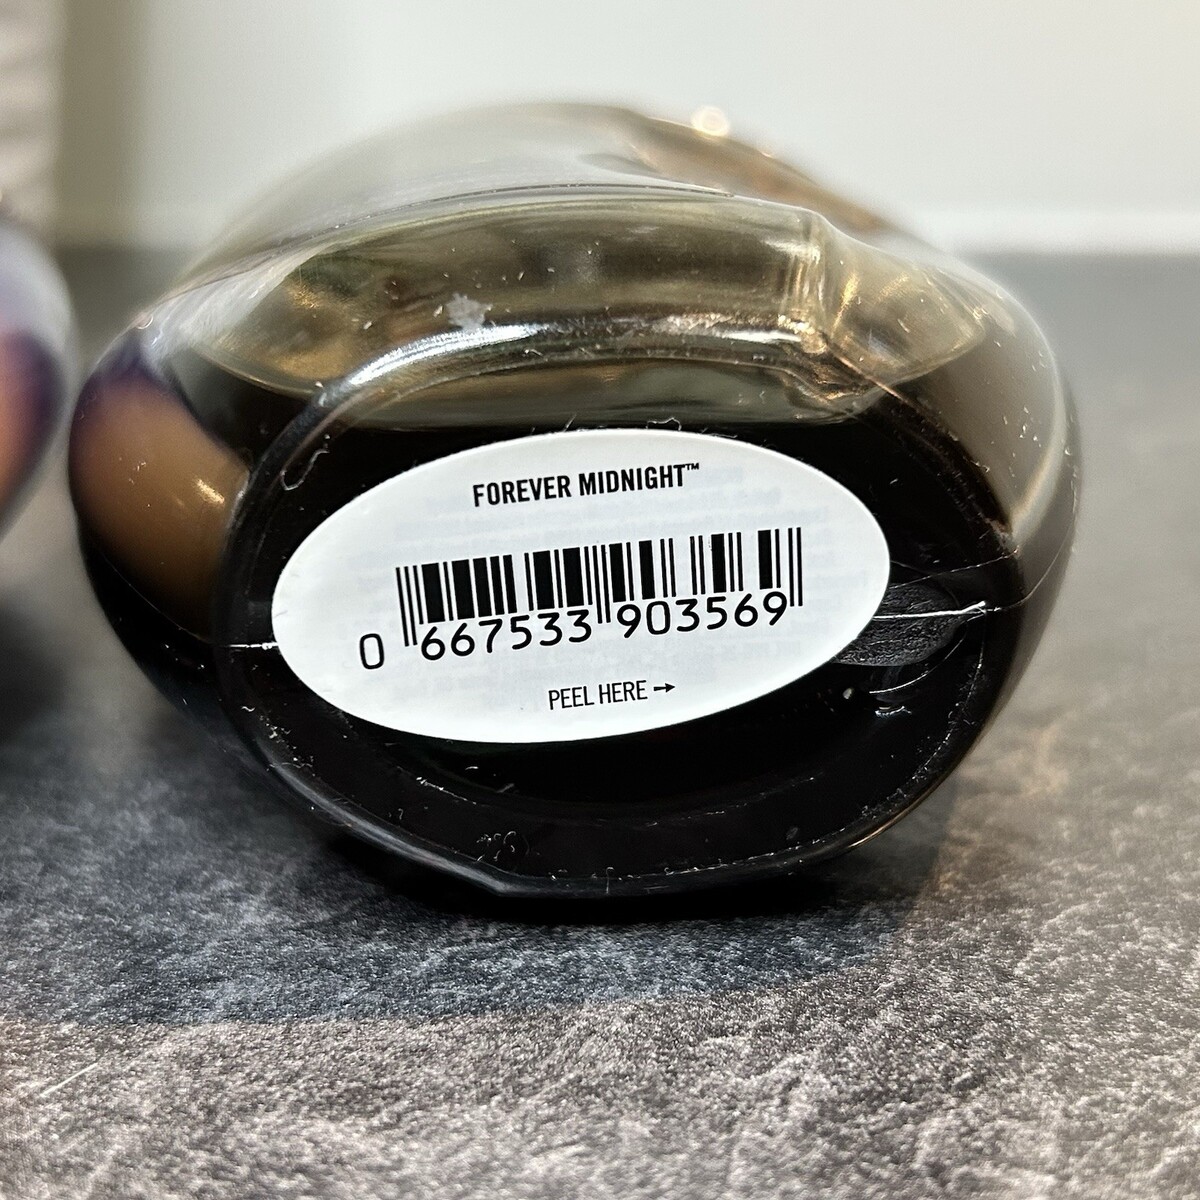 FOREVER MIDNIGHT™
0 667533 903569
PEEL HERE →